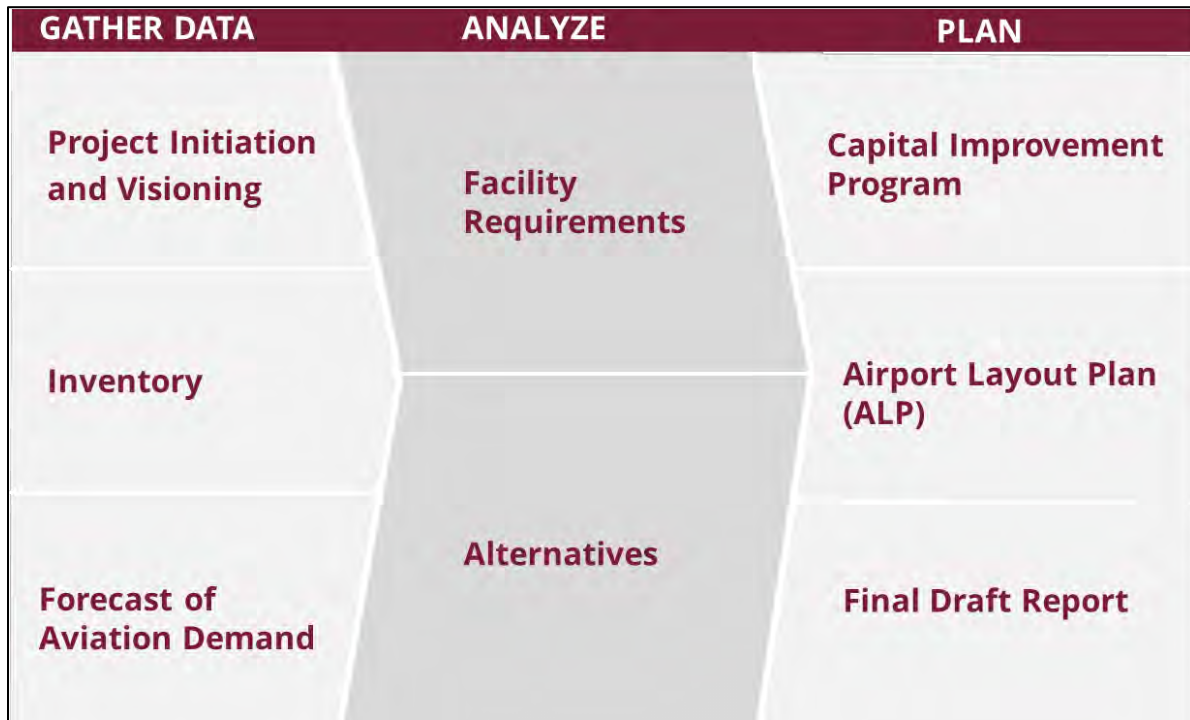 GATHER DATA
ANALYZE
PLAN
Project Initiation
and Visioning
Inventory
Forecast of
Aviation Demand
Facility
Requirements
Alternatives
Capital Improvement
Program
Airport Layout Plan
(ALP)
Final Draft Report